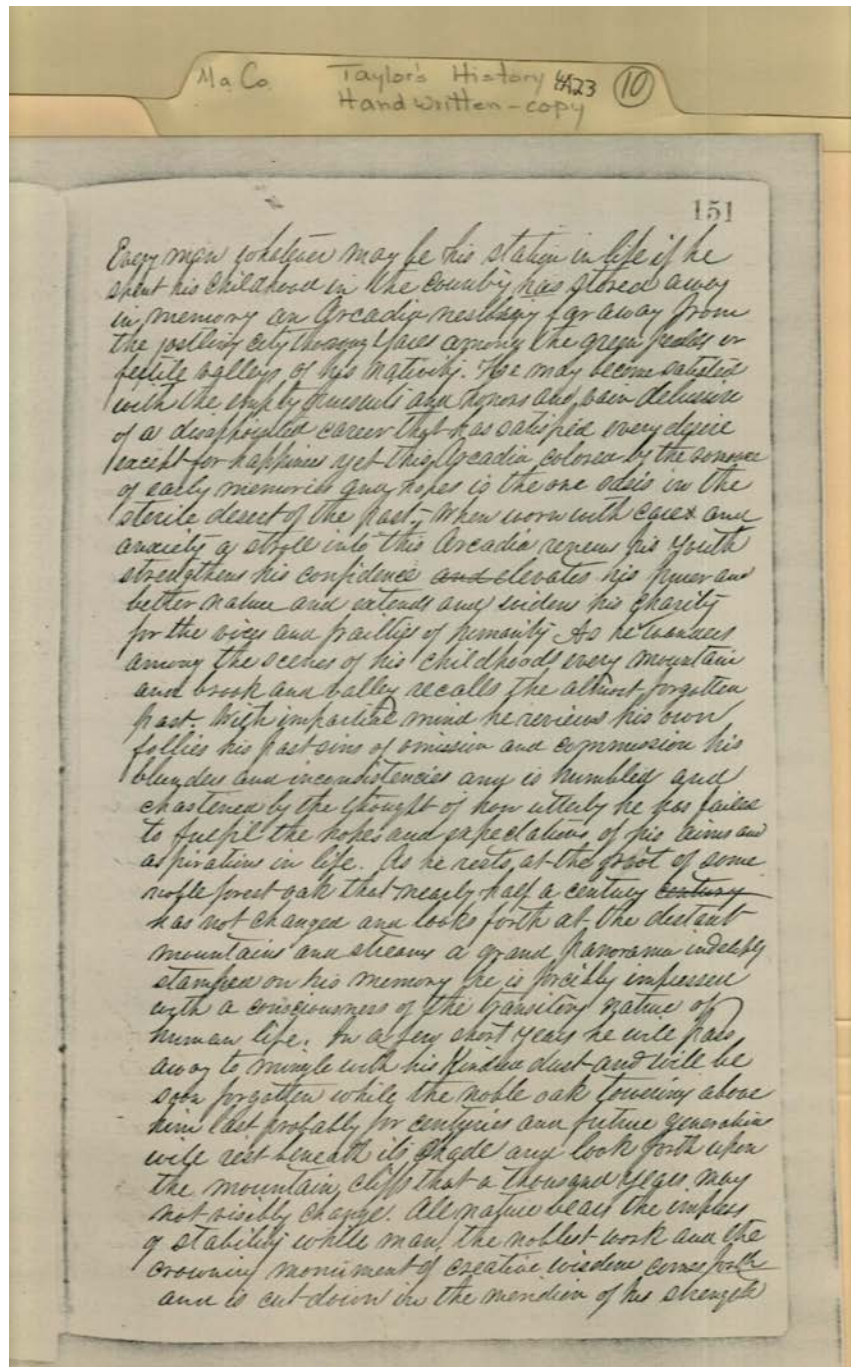 Ma. Co. Taylor's History 4A23 10
Handwritten - copy
151
Every man whatever may be his station in life if he
spent his childhood in the country has stored away
in memory an Arcadia nestling far away from
the jostling city throng among the green or
fertile valleys of his nativity. He may become satisfied
with the empty pursuits and honors and vain delusion
of a disappointed career that has satisfied every desire
except for happiness yet this Arcadia colored by the
of early memories and hopes is the one in the
sterile desert of the past, when worn with cares and
anxiety a stroll into this Arcadia renews his youth
strengthens his confidence and elevates his purer and
better nature and extends and widens his charity
for the vices and frailties of humanity As he wanders
among the scenes of his childhoods every mountain
and brook and valley recalls the almost forgotten
past. With impartial mind he reviews his own
follies his past sins of omission and commission his
blunders and inconsistencies and is humbled and
chastened by the thought of how utterly he has failed
to fulfil the hopes and expectations of his aims and
aspirations in life. As he rests at the foot of some
noble forest oak that nearly half a century century
has not changed and looks forth at the distant
mountains and streams a grand panorama indelibly
stamped on his memory he is forcibly impressed
with a consciousness of the transitory nature of
human life. In a few short years he will pass
away to mingle with his Kindred dust and will be
soon forgotten while the noble oak towering above
him last probably for centuries and future generations
will rest beneath its shade and look forth upon
the mountain cliffs that a thousand years may
not visibly change. All nature bears the impress
of stability while man, the noblest work and the
crowning monument of creative wisdom comes forth
and is cut down in the meridian of his strength